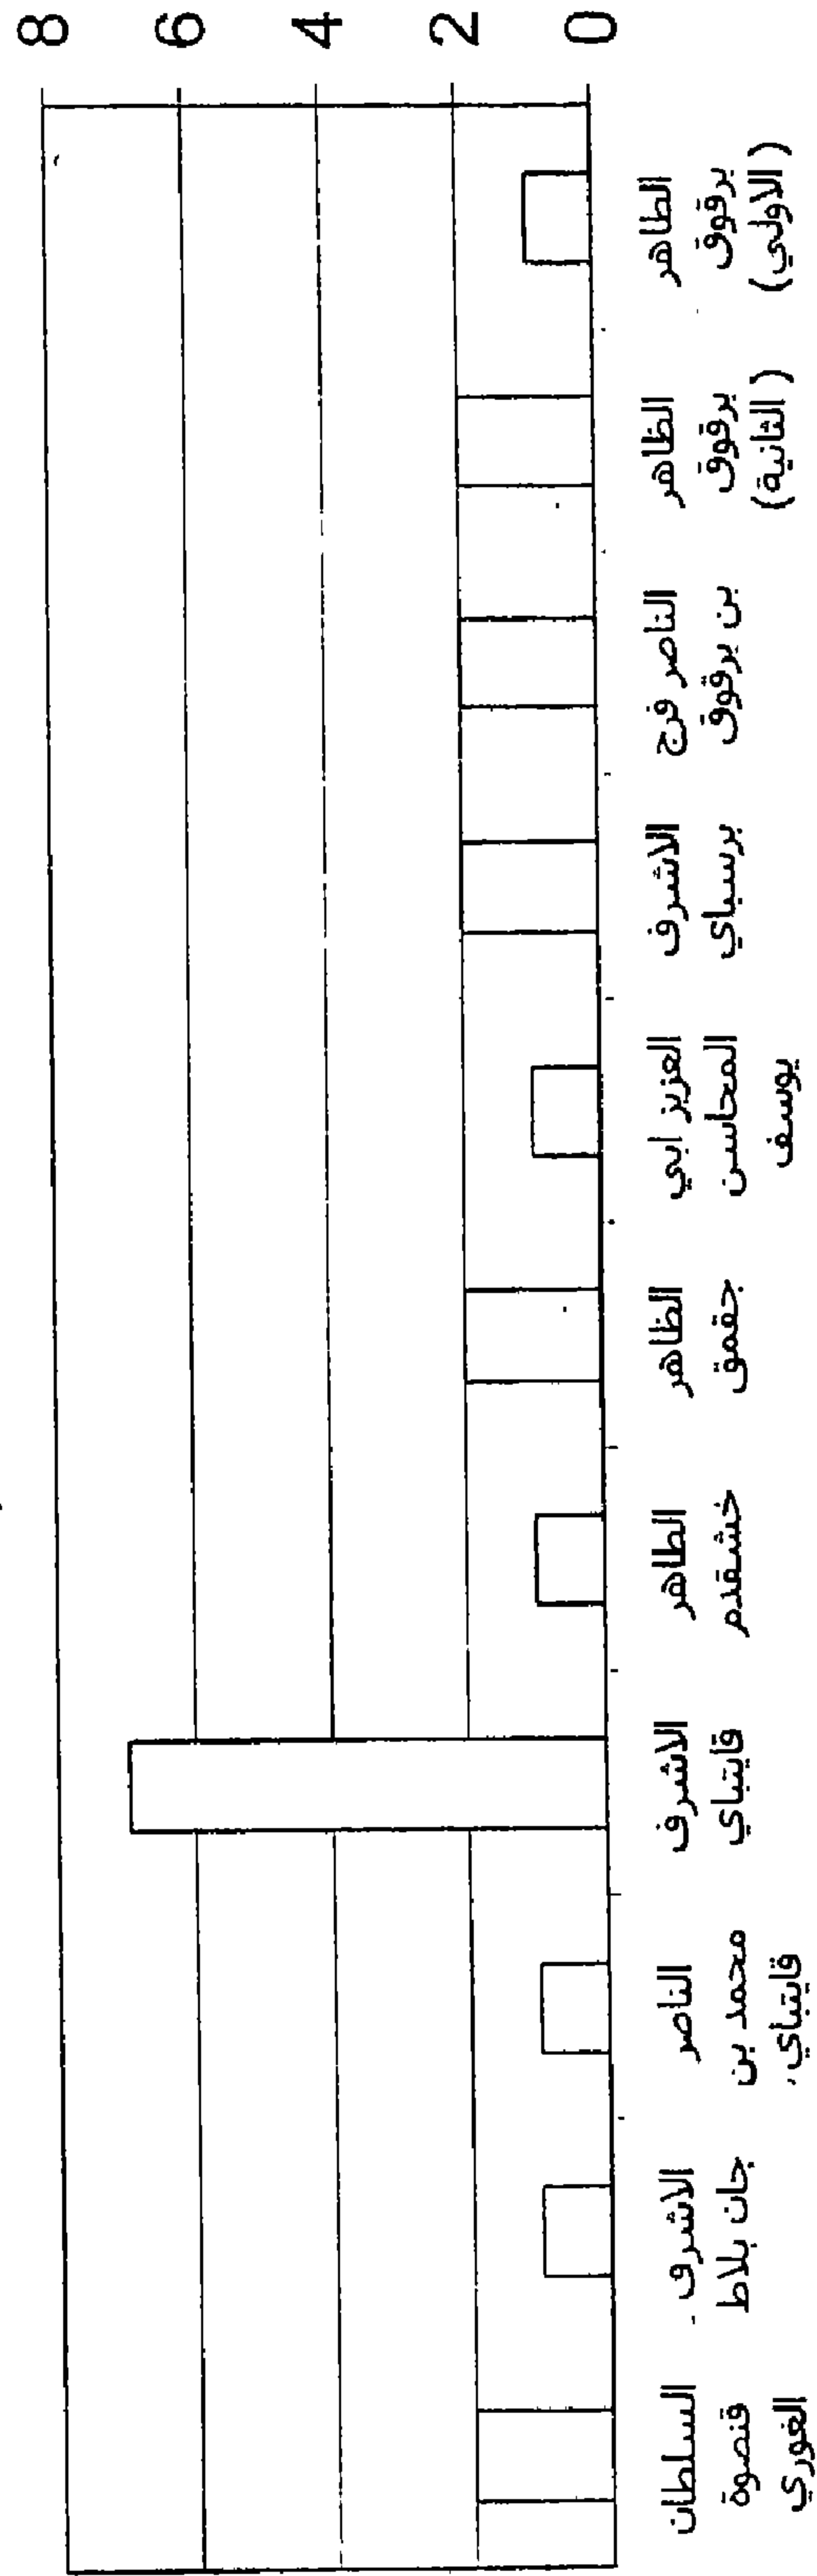 8
6
4
2
0
الظاهر
برقوق
(الاولي)
الظاهر
برقوق
(الثانية)
الناصر فرج
بن برقوق
الاشرف
برسباي
العزيز ابي
المحاسن
يوسف
الظاهر
جقمق
الظاهر
خشقدم
الاشرف
قايتباي
الناصر
محمد بن
قايتباي
الاشرف
جان بلاط
السلطان
قنصوة
الغوري